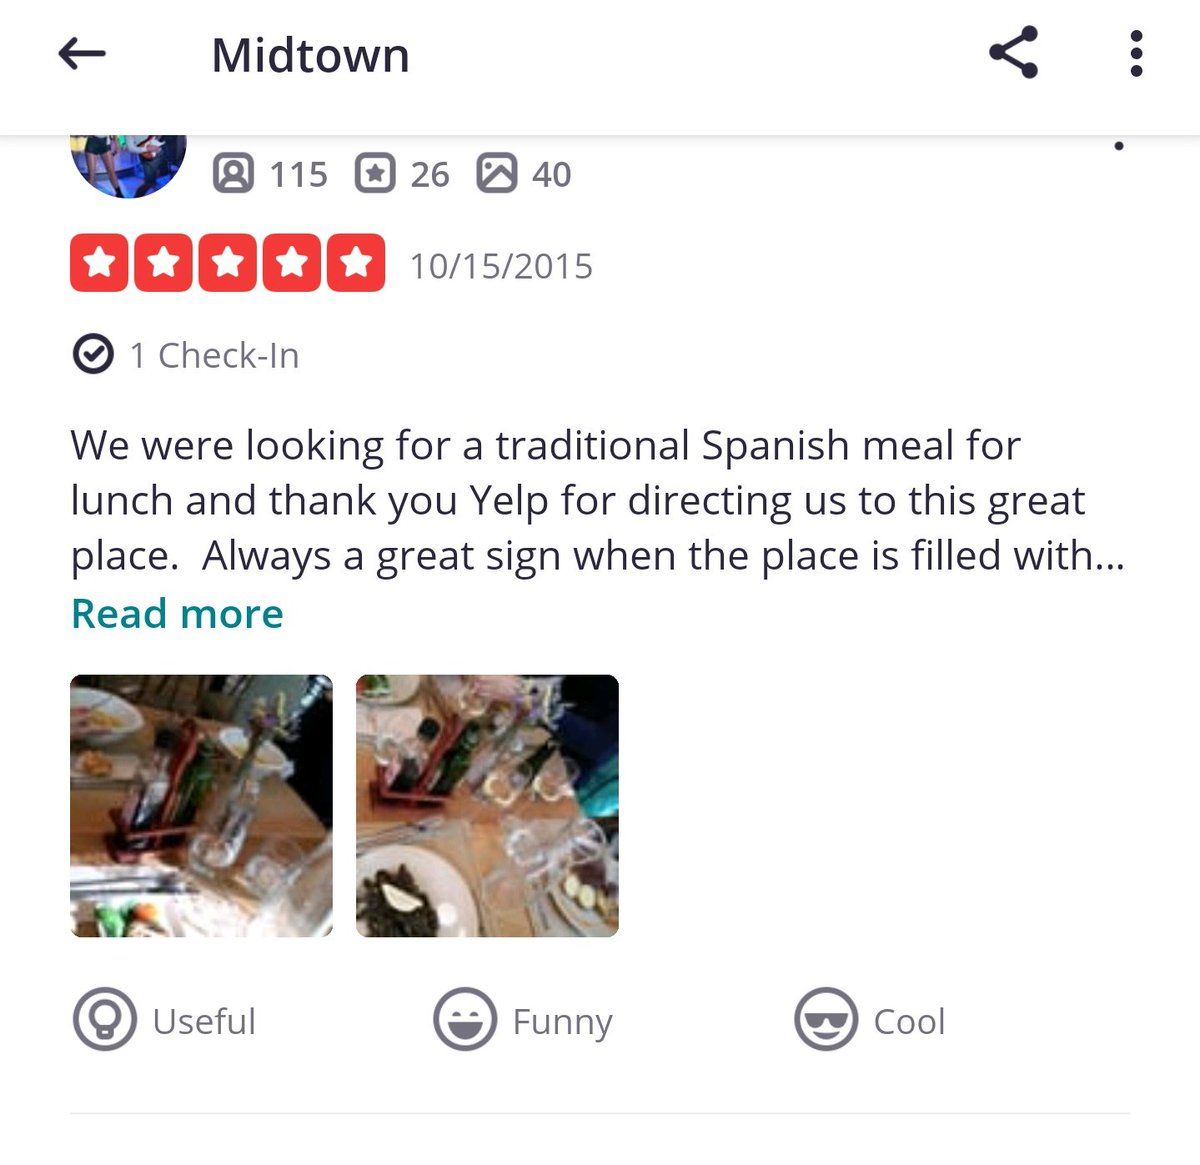 Midtown
115 26 40
10/15/2015
1 Check-In
We were looking for a traditional Spanish meal for
lunch and thank you Yelp for directing us to this great
place.  Always a great sign when the place is filled with...
Read more
Useful Funny Cool